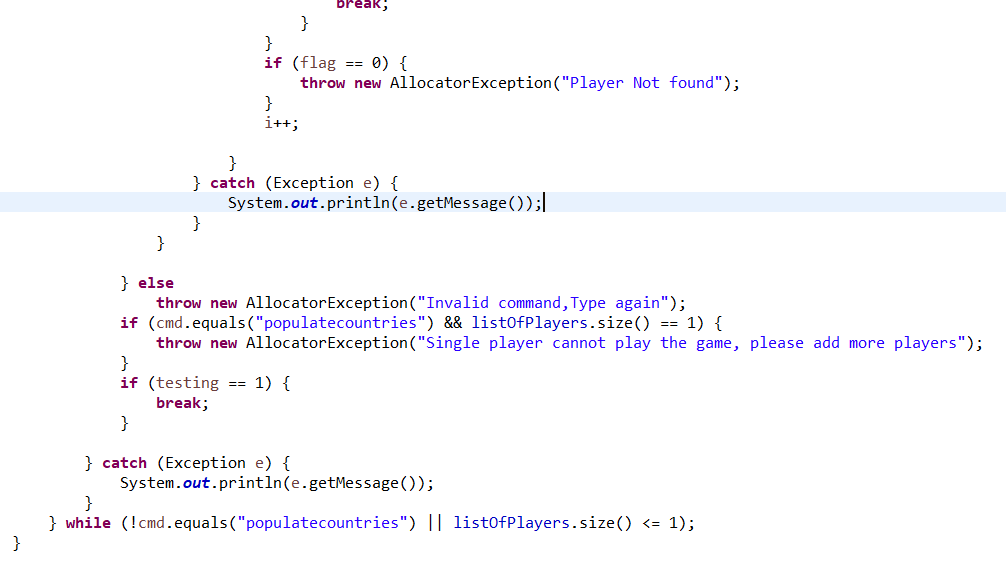 break;
}
}
if (flag == 0) {
throw new AllocatorException("Player Not found");
}
i++;
}
} catch (Exception e) {
System.out.println(e.getMessage());
}
}
} else
throw new AllocatorException("Invalid command,Type again");
if (cmd.equals("populatecountries") && listOfPlayers.size() == 1) {
throw new AllocatorException("Single player cannot play the game, please add more players");
}
if (testing == 1) {
break;
}
} catch (Exception e) {
System.out.println(e.getMessage());
}
} while (!cmd.equals("populatecountries") || listOfPlayers.size() <= 1);
}